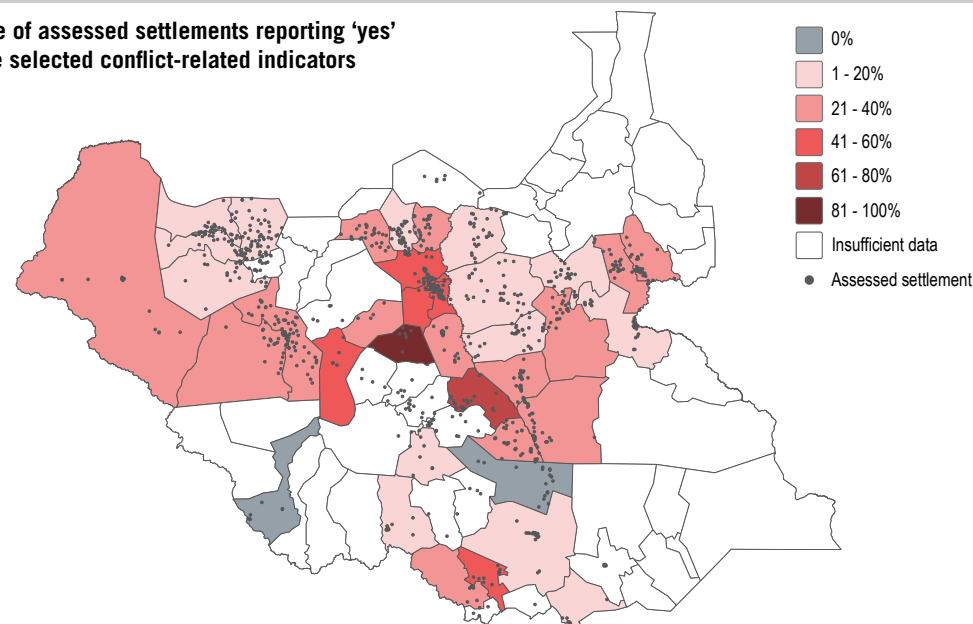 e of assessed settlements reporting ‘yes’
e selected conflict-related indicators
0%
1 - 20%
21 - 40%
41 - 60%
61 - 80%
81 - 100%
Insufficient data
Assessed settlement